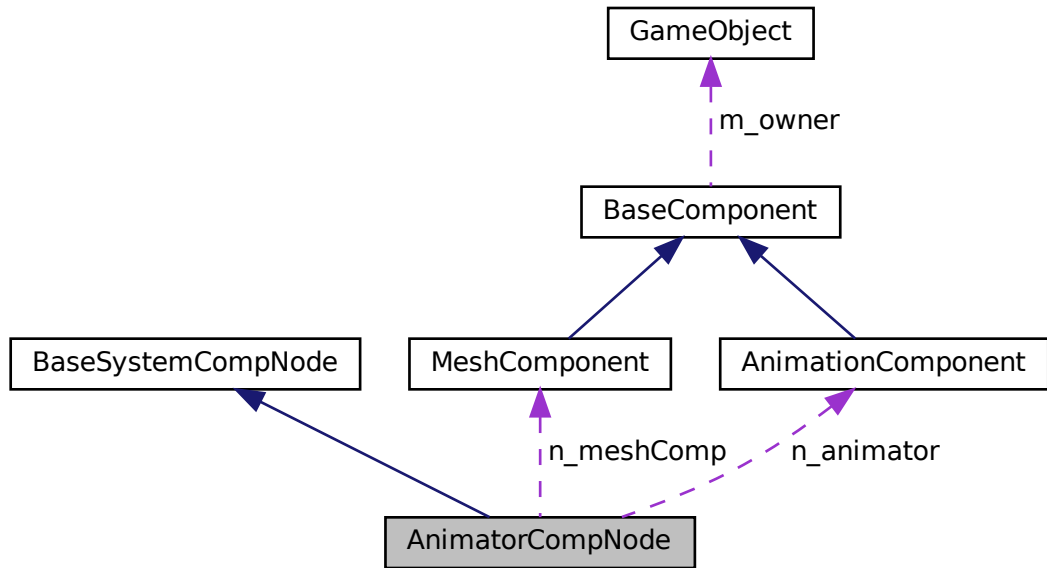 GameObject
m_owner
BaseComponent
BaseSystemCompNode
MeshComponent
AnimationComponent
n_meshComp
n_animator
AnimatorCompNode